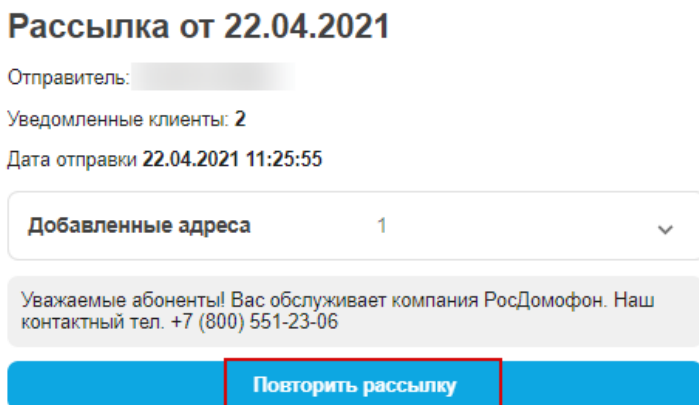 Рассылка от 22.04.2021
Отправитель:
Уведомленные клиенты: 2
Дата отправки 22.04.2021 11:25:55
Добавленные адреса 1
Уважаемые абоненты! Вас обслуживает компания РосДомофон. Наш
контактный тел. +7 (800) 551-23-06
Повторить рассылку